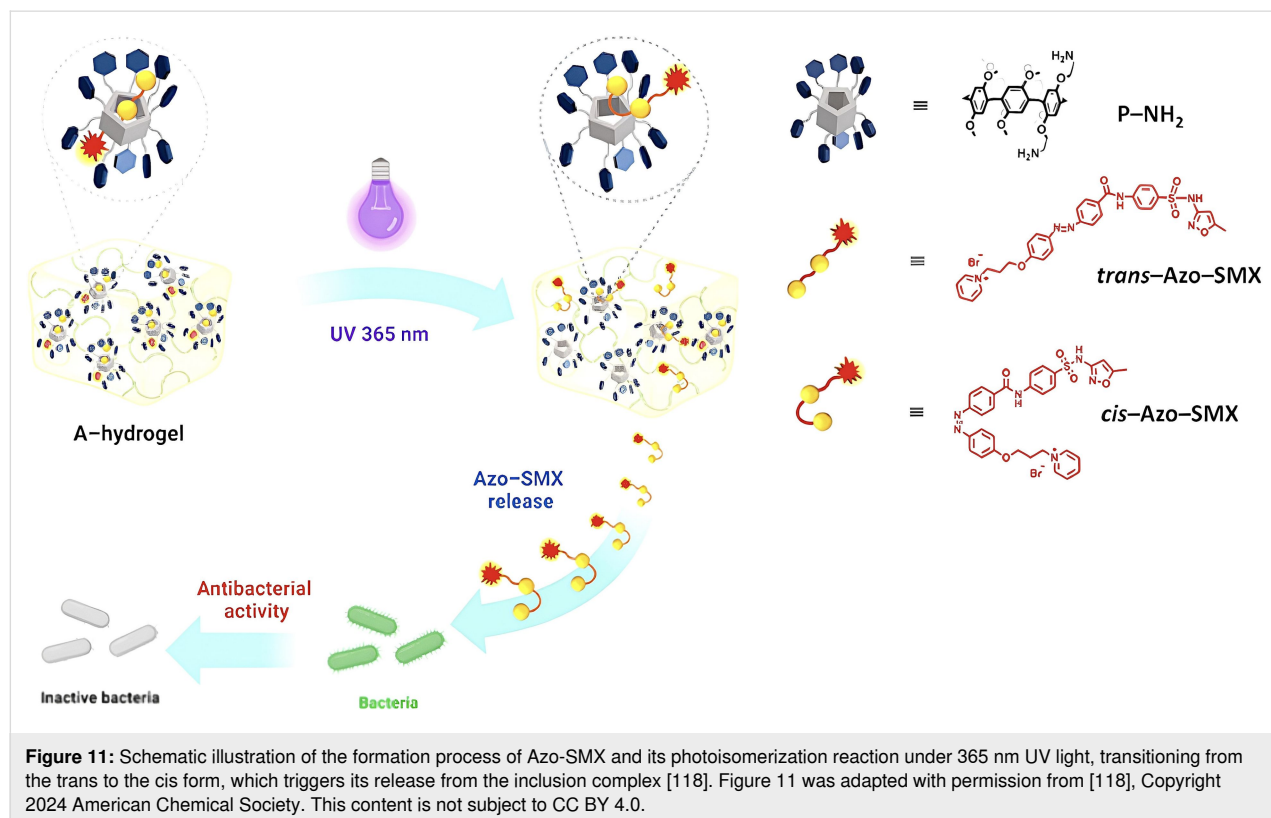 H₂N
H₂N
≡
P–NH₂
≡
O
N
H
O
S
O
NH
N
O
N=N
O
Br⁻
N⁺
trans–Azo–SMX
≡
H
N
O
S
O
N
O
O
N
H
N
N
O
N⁺
Br⁻
cis–Azo–SMX
UV 365 nm
A–hydrogel
Azo–SMX
release
Antibacterial
activity
Inactive bacteria
Bacteria
Figure 11: Schematic illustration of the formation process of Azo-SMX and its photoisomerization reaction under 365 nm UV light, transitioning from
the trans to the cis form, which triggers its release from the inclusion complex [118]. Figure 11 was adapted with permission from [118], Copyright
2024 American Chemical Society. This content is not subject to CC BY 4.0.